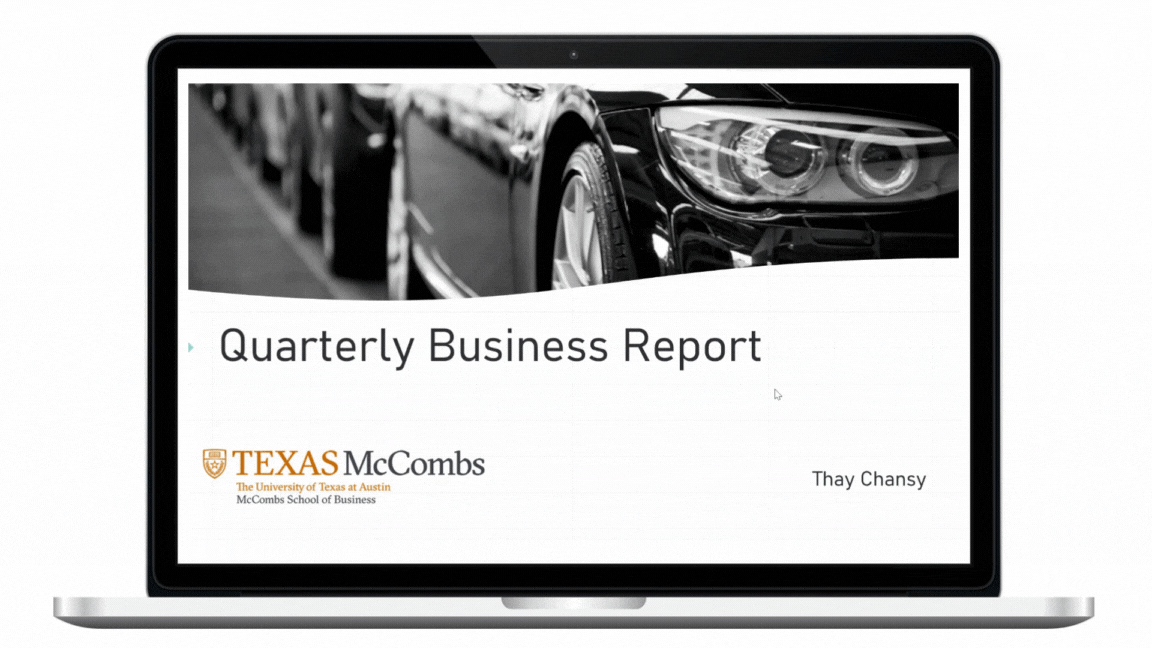 Quarterly Business Report
TEXAS McCombs
The University of Texas at Austin
McCombs School of Business
Thay Chansy